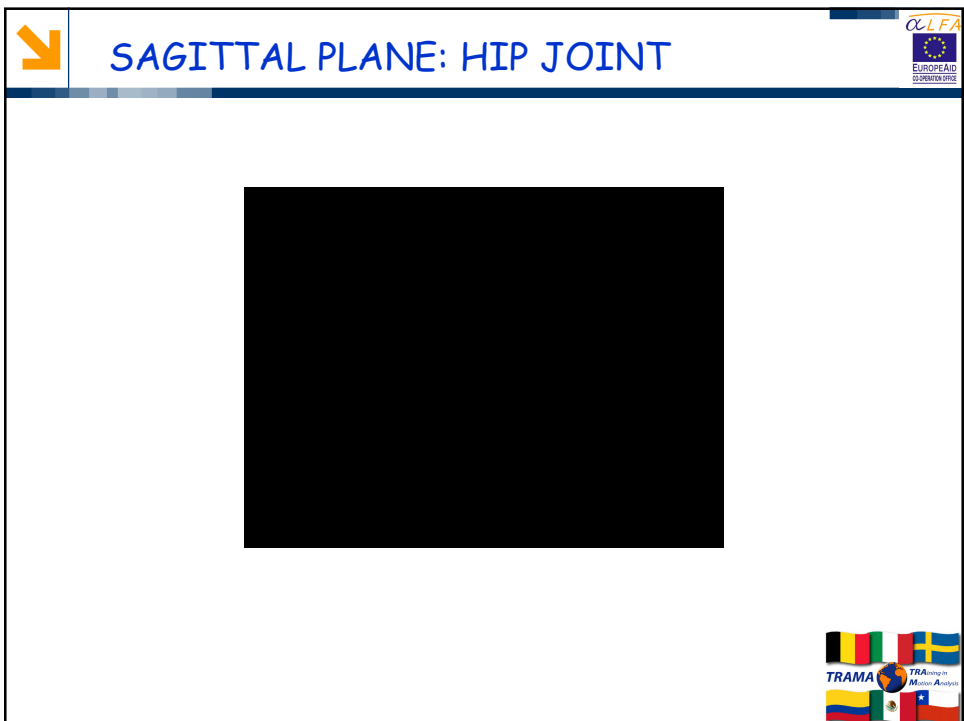 SAGITTAL PLANE: HIP JOINT
αLFA
EUROPEAID
CO-OPERATION OFFICE
TRAMA
TRAining in
Motion Analysis